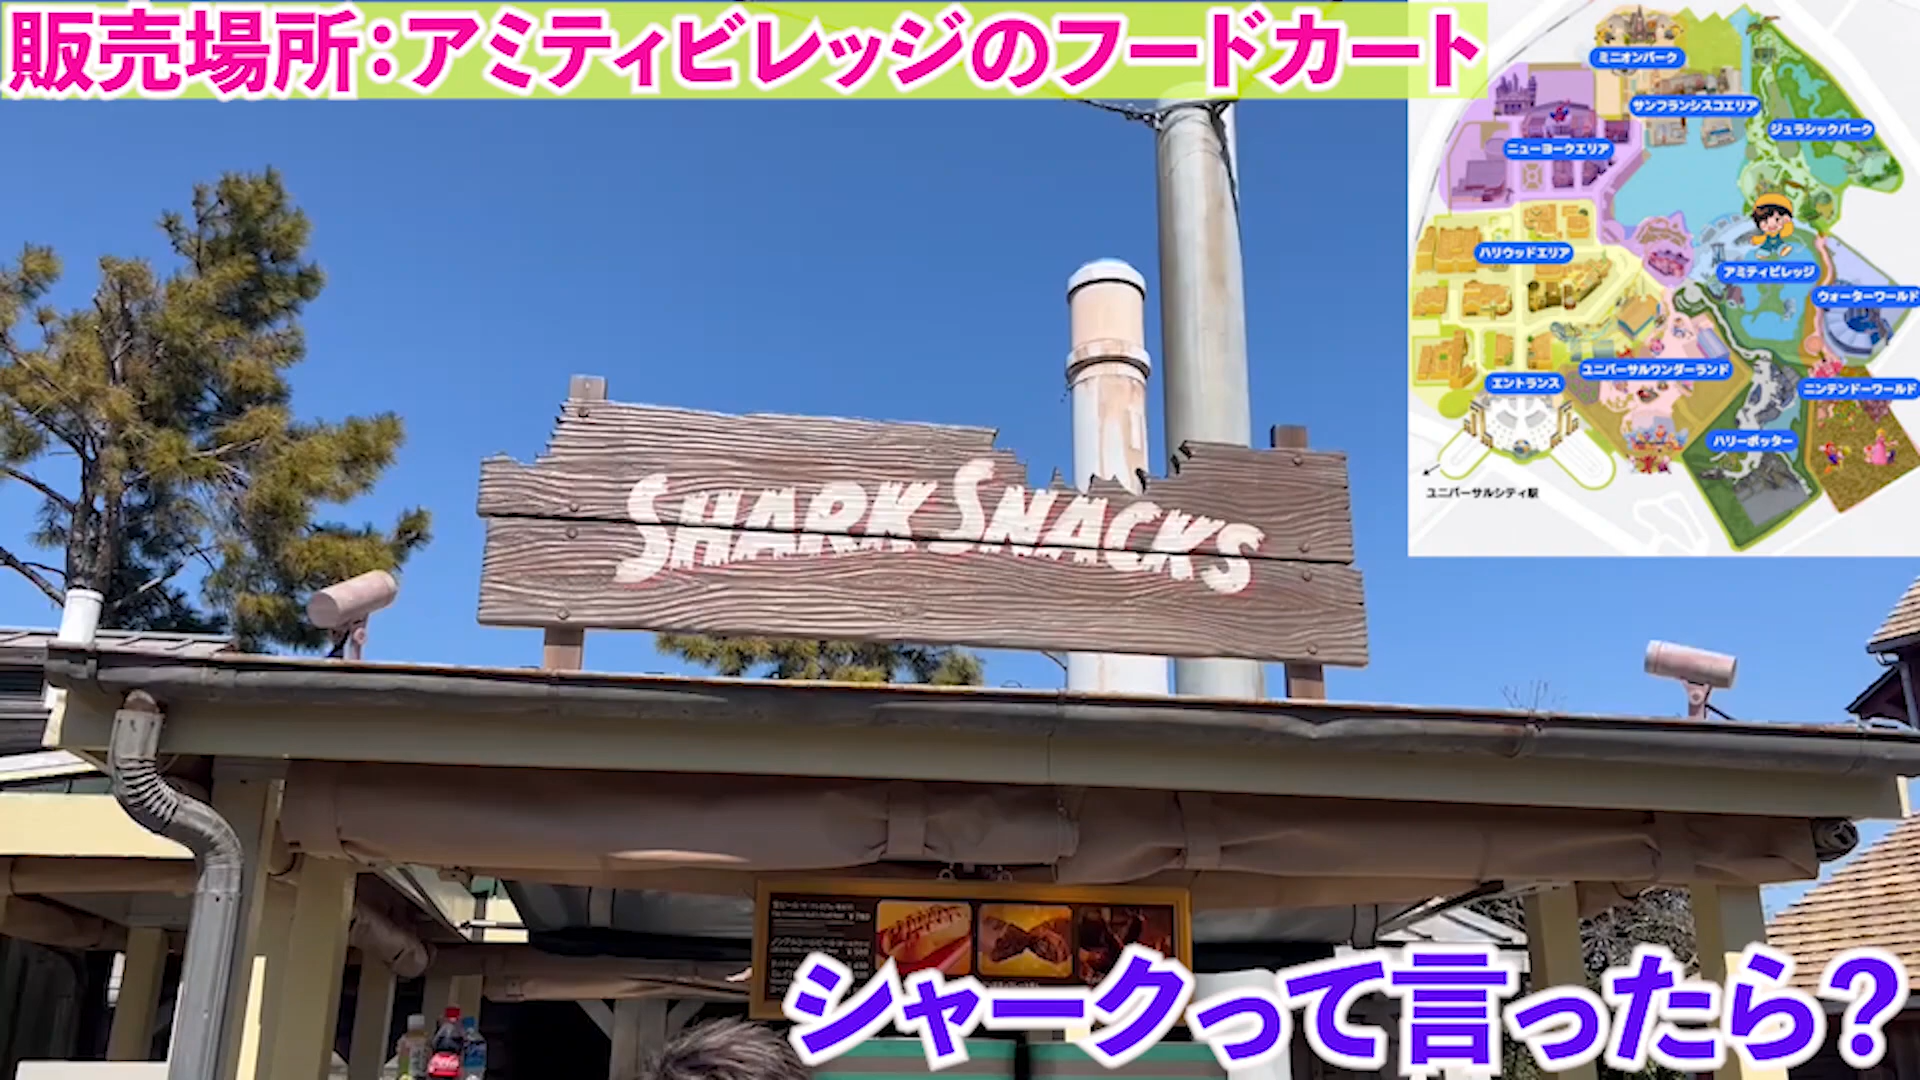 販売場所：アミティビレッジのフードカート
ミニオンパーク
サンフランシスコエリア
ジュラシックパーク
ニューヨークエリア
ハリウッドエリア
アミティビレッジ
ウォーターワールド
ユニバーサルワンダーランド
エントランス
ニンテンドーワールド
ハリーポッター
ユニバーサルシティ駅
SHARK SNACKS
シャークって言ったら?